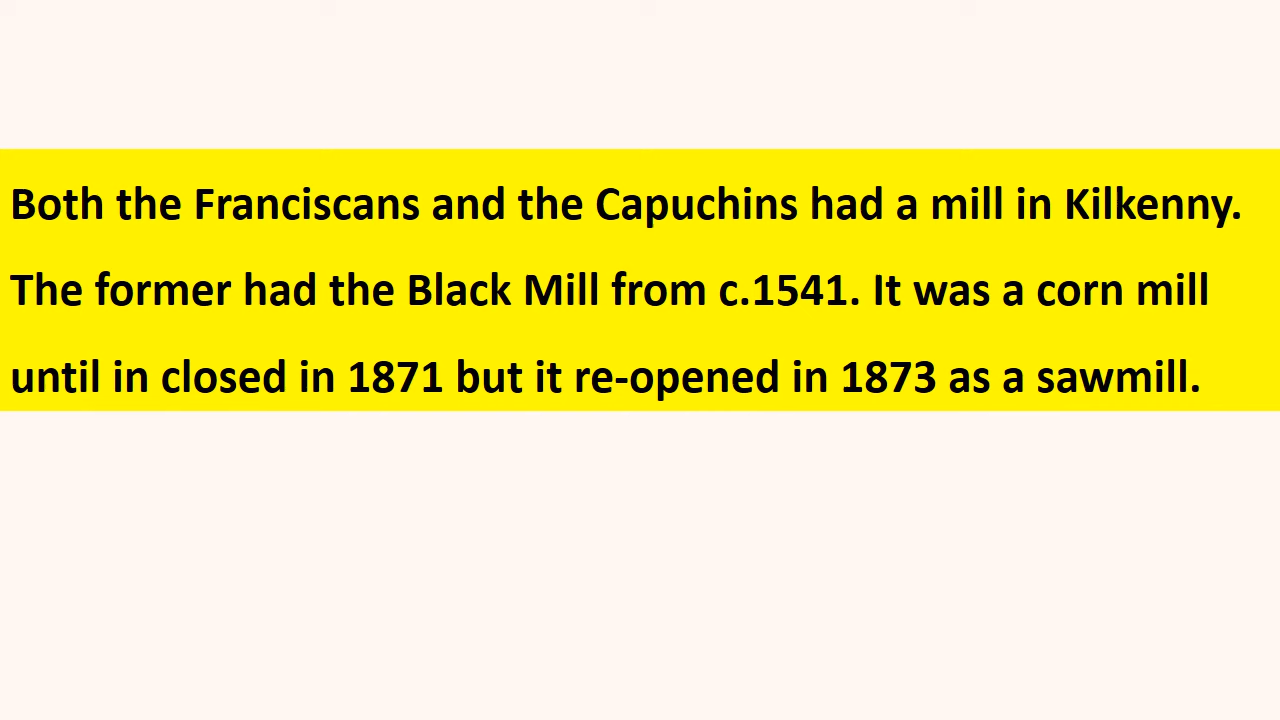 Both the Franciscans and the Capuchins had a mill in Kilkenny.
The former had the Black Mill from c.1541. It was a corn mill
until in closed in 1871 but it re-opened in 1873 as a sawmill.